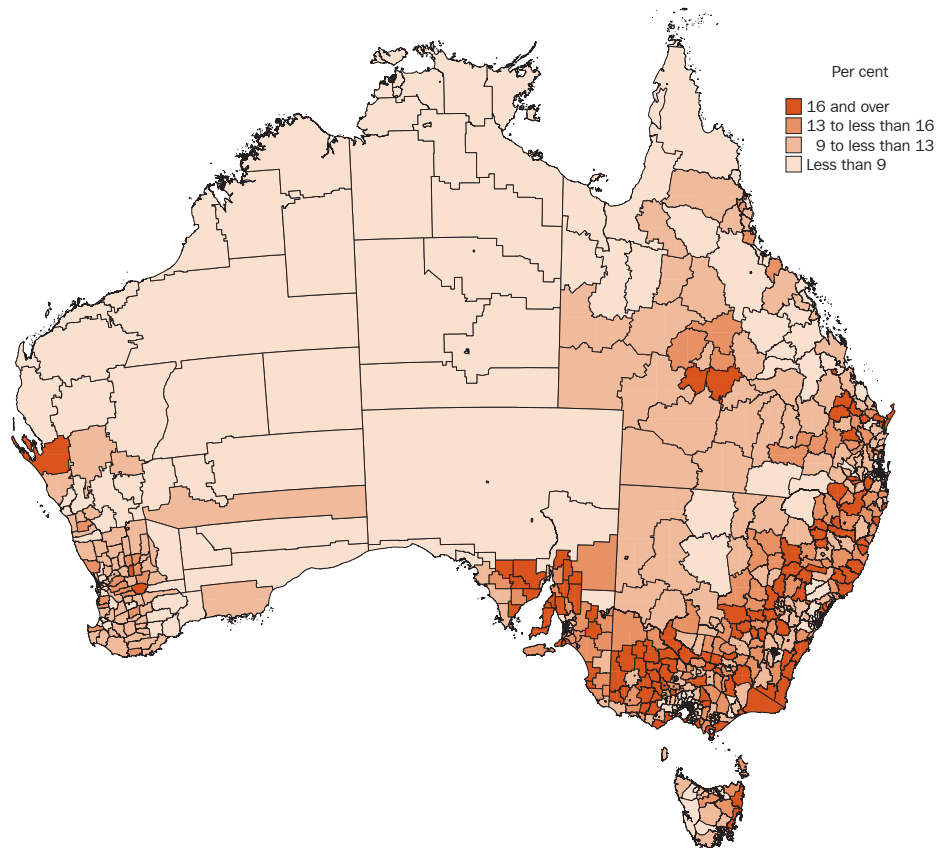 Per cent
16 and over
13 to less than 16
9 to less than 13
Less than 9